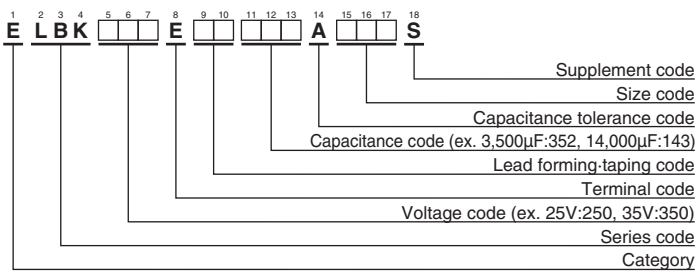 1 2 3 4 5 6 7 8 9 10 11 12 13 14 15 16 17 18
E L B K E A S
Supplement code
Size code
Capacitance tolerance code
Capacitance code (ex. 3,500μF:352, 14,000μF:143)
Lead forming·taping code
Terminal code
Voltage code (ex. 25V:250, 35V:350)
Series code
Category